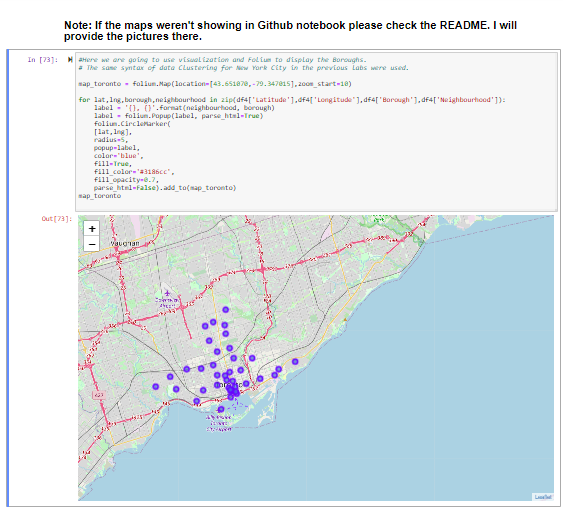 Note: If the maps weren't showing in Github notebook please check the README. I will
provide the pictures there.
In [73]:
#Here we are going to use visualization and Folium to display the Boroughs.
# The same syntax of data Clustering for New York City in the previous labs were used.
map_toronto = folium.Map(location=[43.651070,-79.347015],zoom_start=10)
for lat,lng,borough,neighbourhood in zip(df4['Latitude'],df4['Longitude'],df4['Borough'],df4['Neighbourhood']):
label = '{}, {}'.format(neighbourhood, borough)
label = folium.Popup(label, parse_html=True)
folium.CircleMarker(
[lat,lng],
radius=5,
popup=label,
color='blue',
fill=True,
fill_color='#3186cc',
fill_opacity=0.7,
parse_html=False).add_to(map_toronto)
map_toronto
Out[73]:
+
−
Vaughan
Airport
427
Leaflet